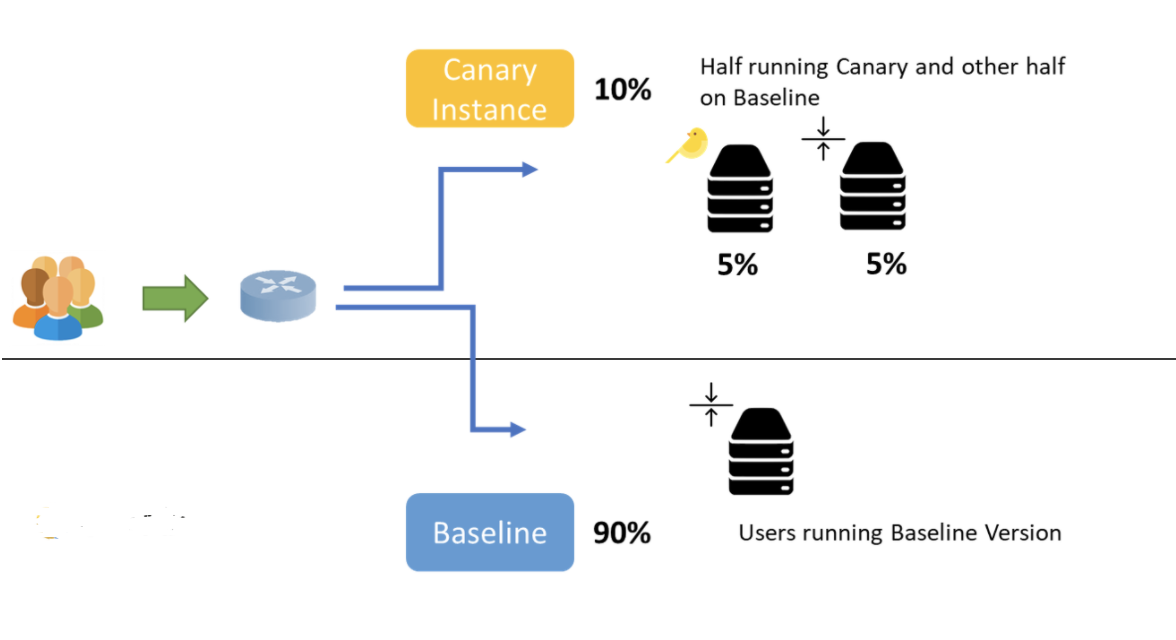 Canary
Instance
10%
Half running Canary and other half
on Baseline
5%
5%
Baseline
90%
Users running Baseline Version